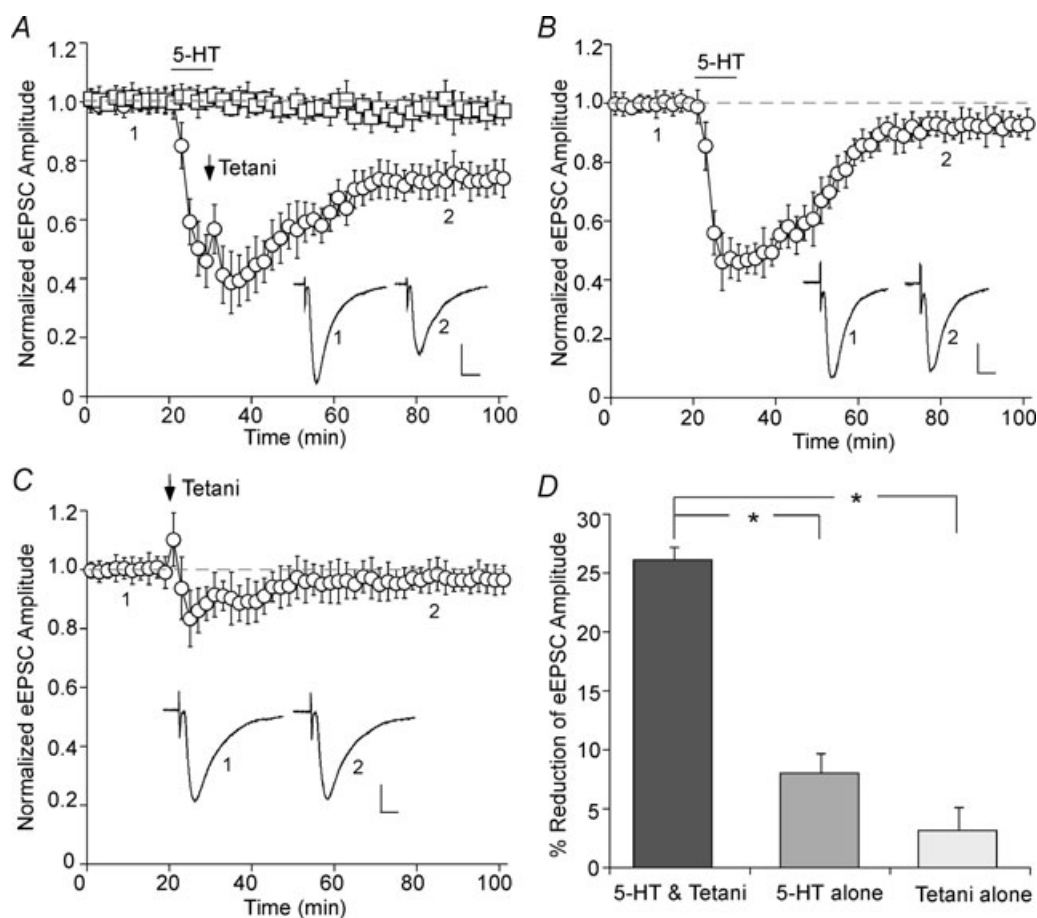 A
5-HT
Tetani
1
2
1
2
Normalized eEPSC Amplitude
1.2
1.0
0.8
0.6
0.4
0.2
0
0 20 40 60 80 100
Time (min)
B
5-HT
1
2
1
2
Normalized eEPSC Amplitude
1.2
1.0
0.8
0.6
0.4
0.2
0
0 20 40 60 80 100
Time (min)
C
Tetani
1
2
1
2
Normalized eEPSC Amplitude
1.2
1.0
0.8
0.6
0.4
0.2
0
0 20 40 60 80 100
Time (min)
D
*
*
% Reduction of eEPSC Amplitude
30
25
20
15
10
5
0
5-HT & Tetani 5-HT alone Tetani alone